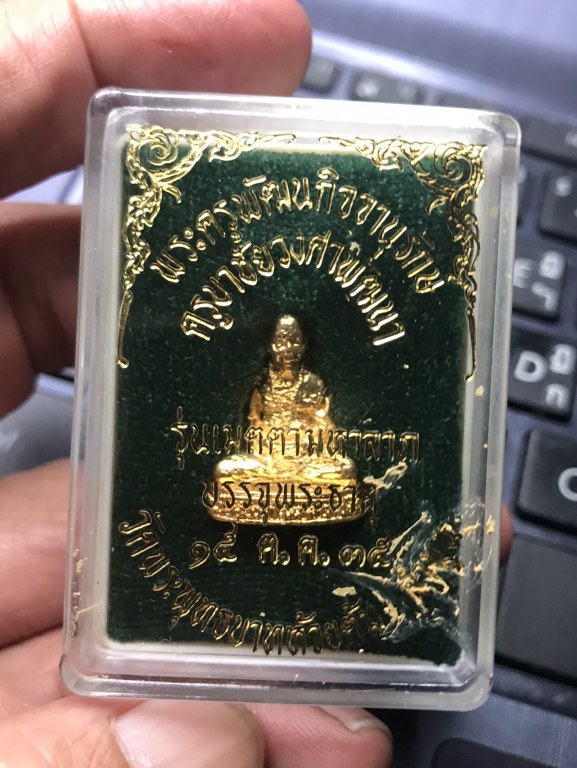 พระครูพัฒนกิจจานุรักษ์
ครูบาชัยวงศาพัฒนา
รุ่นเมตตามหาลาภ
บรรจุพระธาตุ
๑๕ ต.ค. ๓๕
วัดพระพุทธบาทห้วยต้ม
D